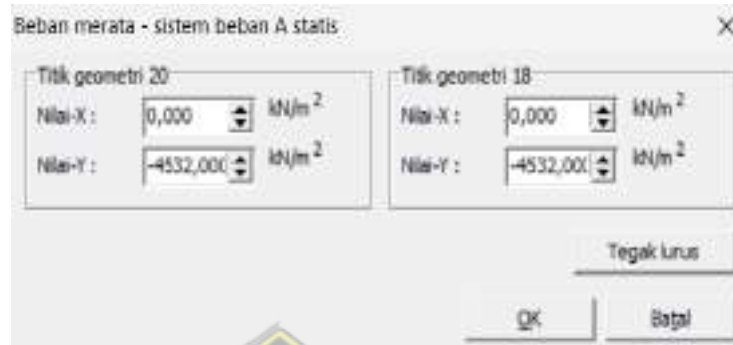 Beban merata - sistem beban A statis
Titik geometri 20
Nilai-X : 0,000 kN/m 2
Nilai-Y : -4532,000 kN/m 2
Titik geometri 18
Nilai-X : 0,000 kN/m 2
Nilai-Y : -4532,000 kN/m 2
Tegak lurus
OK Batal